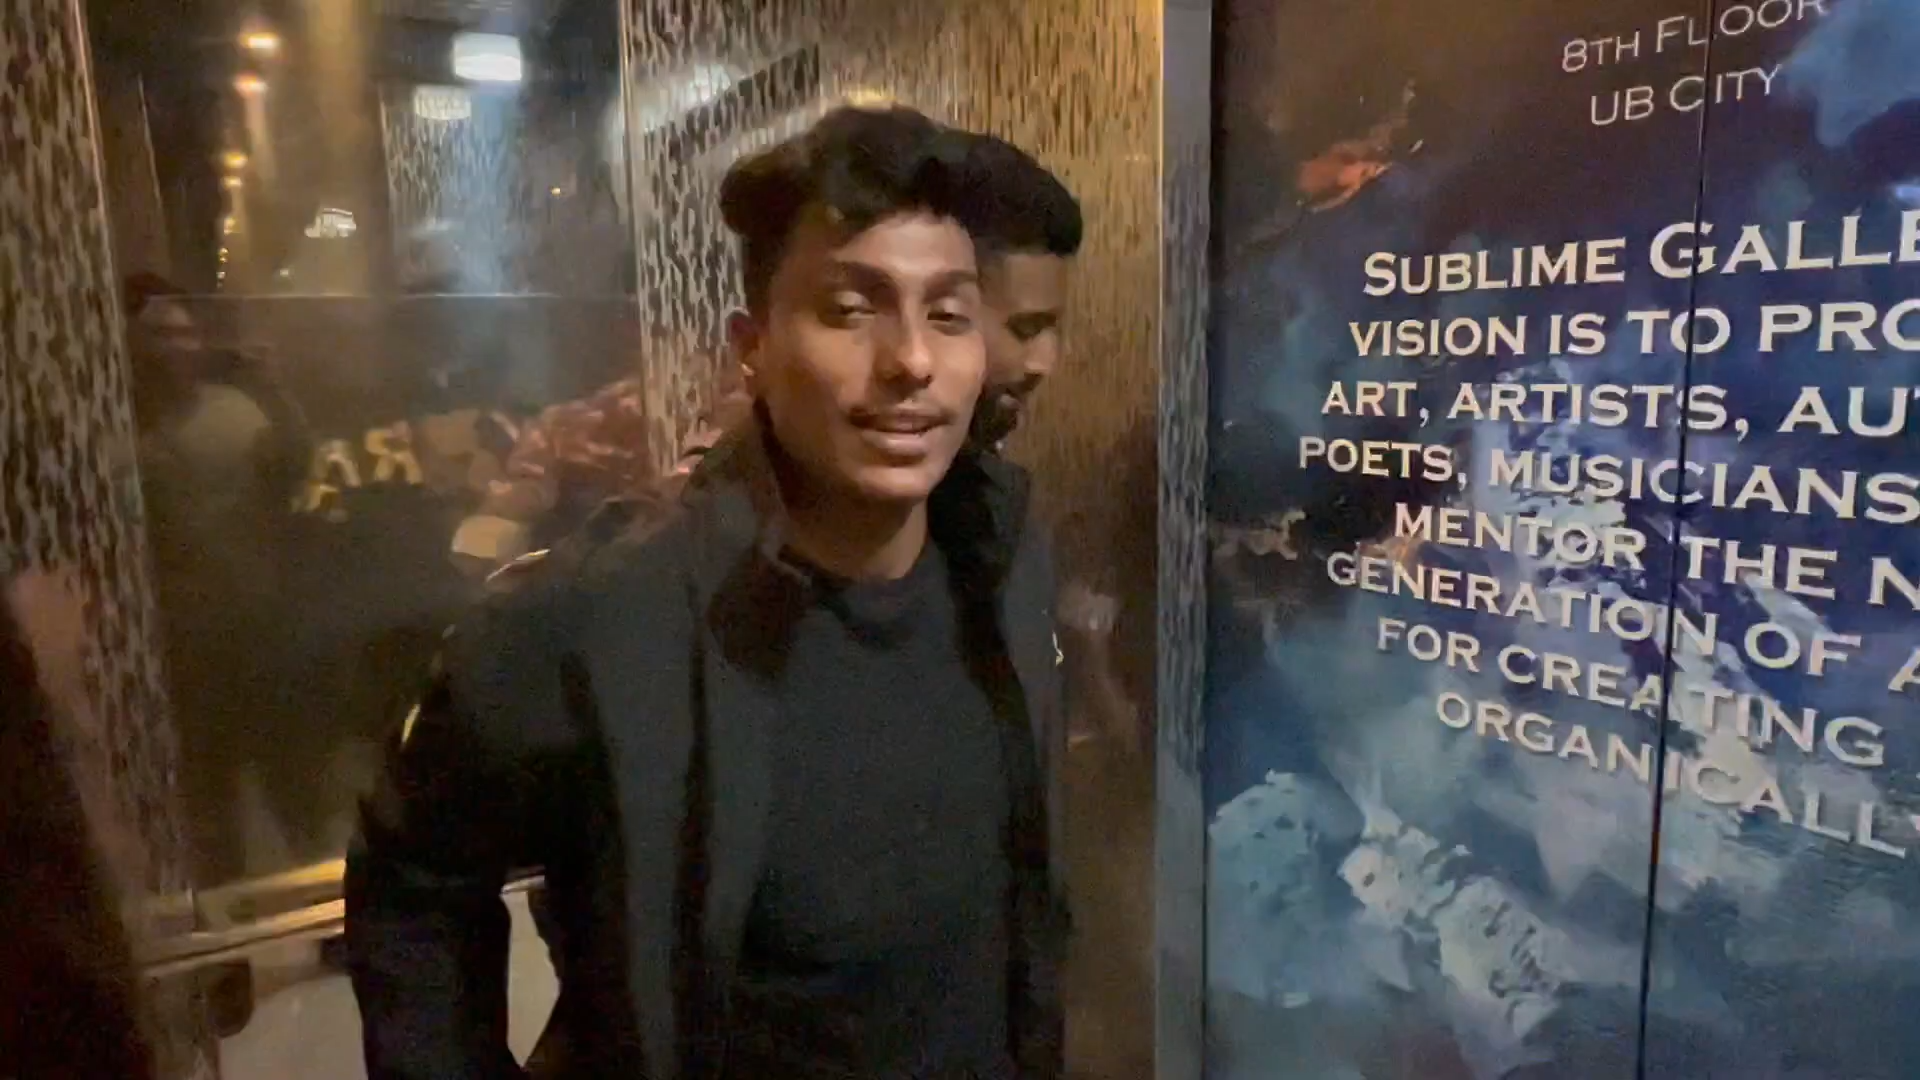 8TH FLOOR
UB CITY
SUBLIME GALLE
VISION IS TO PRO
ART, ARTISTS, AUT
POETS, MUSICIANS
MENTOR THE N
GENERATION OF A
FOR CREATING
ORGANICALLY